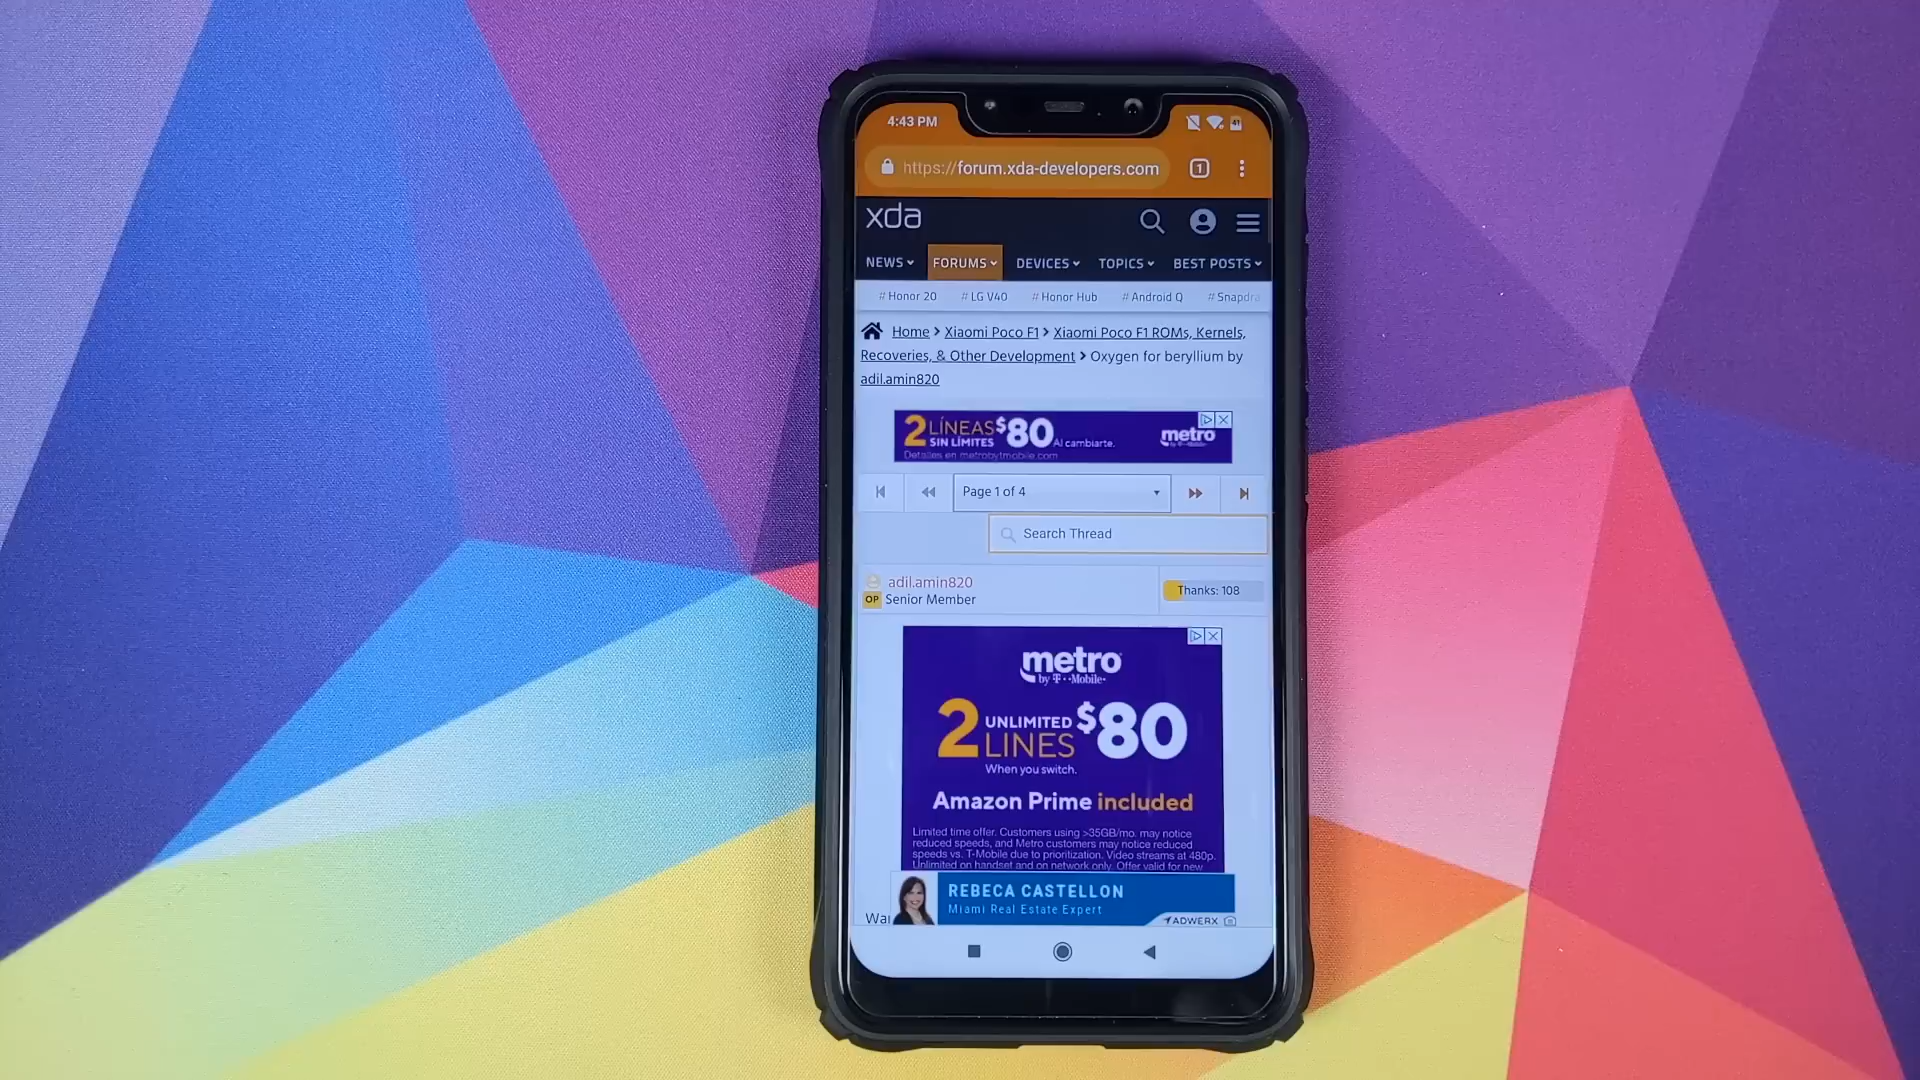 4:43 PM
41
https://forum.xda-developers.com
1
xda
NEWS FORUMS DEVICES TOPICS BEST POSTS
# Honor 20 # LG V40 # Honor Hub # Android Q # Snapdra
Home > Xiaomi Poco F1 > Xiaomi Poco F1 ROMs, Kernels,
Recoveries, & Other Development > Oxygen for beryllium by
adil.amin820
2 LÍNEAS $80 Al cambiarte. metro
SIN LÍMITES
Detalles en metrobytmobile.com
Page 1 of 4
Search Thread
adil.amin820
OP Senior Member
Thanks: 108
metro
by T-Mobile
2 UNLIMITED LINES $80
When you switch.
Amazon Prime included
Limited time offer. Customers using >35GB/mo. may notice
reduced speeds, and Metro customers may notice reduced
speeds vs. T-Mobile due to prioritization. Video streams at 480p.
Unlimited on handset and on network only. Offer valid for new
REBECA CASTELLON
Miami Real Estate Expert
ADWERX
Wa